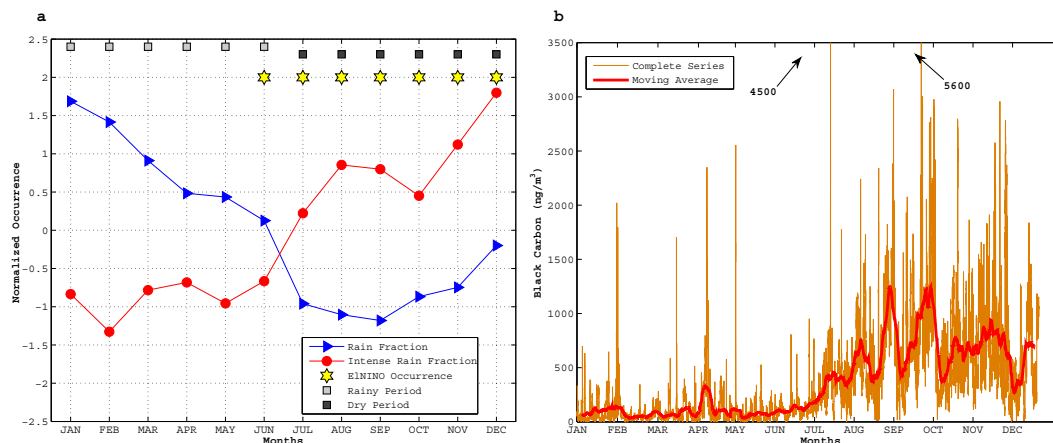 a
2.5
2
1.5
1
0.5
0
-0.5
-1
-1.5
-2
-2.5
Normalized Occurrence
JAN FEB MAR APR MAY JUN JUL AUG SEP OCT NOV DEC
Months
Rain Fraction
Intense Rain Fraction
ElNINO Occurrence
Rainy Period
Dry Period
b
3500
3000
2500
2000
1500
1000
500
0
Black Carbon (ng/m³)
JAN FEB MAR APR MAY JUN JUL AUG SEP OCT NOV DEC
Months
Complete Series
Moving Average
4500
5600